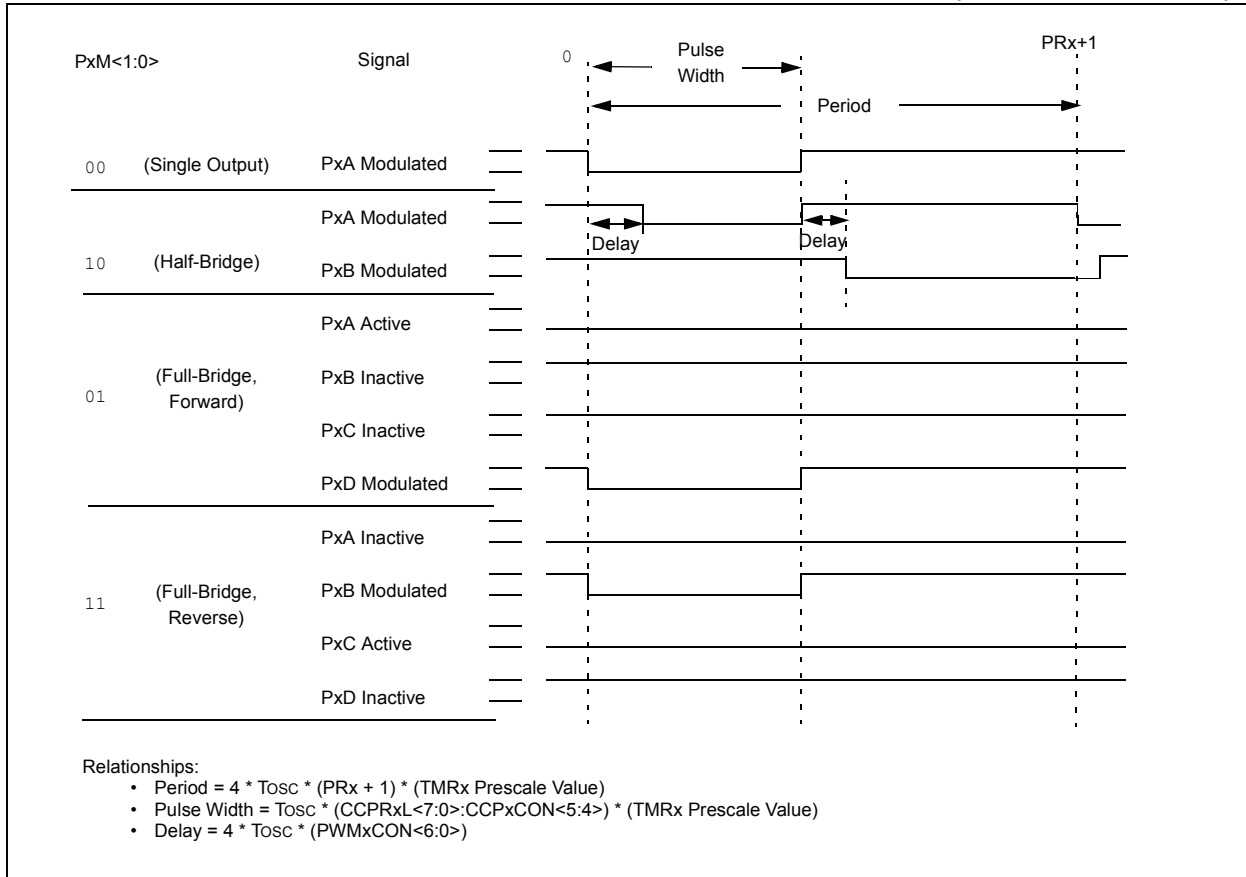 PxM<1:0>
Signal
0
Pulse
Width
PRx+1
Period
00
(Single Output)
PxA Modulated
PxA Modulated
Delay
Delay
10
(Half-Bridge)
PxB Modulated
PxA Active
(Full-Bridge,
Forward)
PxB Inactive
01
PxC Inactive
PxD Modulated
PxA Inactive
(Full-Bridge,
Reverse)
PxB Modulated
11
PxC Active
PxD Inactive
Relationships:
• Period = 4 * TOSC * (PRx + 1) * (TMRx Prescale Value)
• Pulse Width = TOSC * (CCPRxL<7:0>:CCPxCON<5:4>) * (TMRx Prescale Value)
• Delay = 4 * TOSC * (PWMxCON<6:0>)